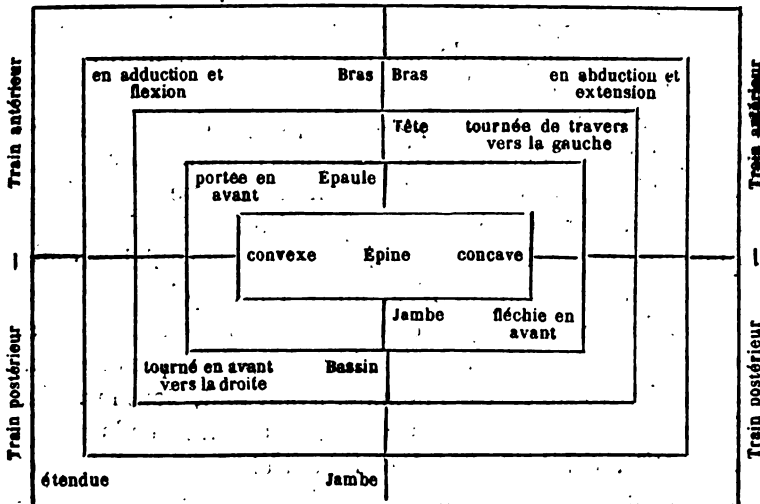 Train antérieur — Train postérieur
en adduction et
flexion
Bras
Bras
en abduction et
extension
Tête
tournée de travers
vers la gauche
portée en
avant
Épaule
convexe
Épine
concave
Jambe
fléchie en
avant
tourné en avant
vers la droite
Bassin
étendue
Jambe
Train antérieur — Train postérieur